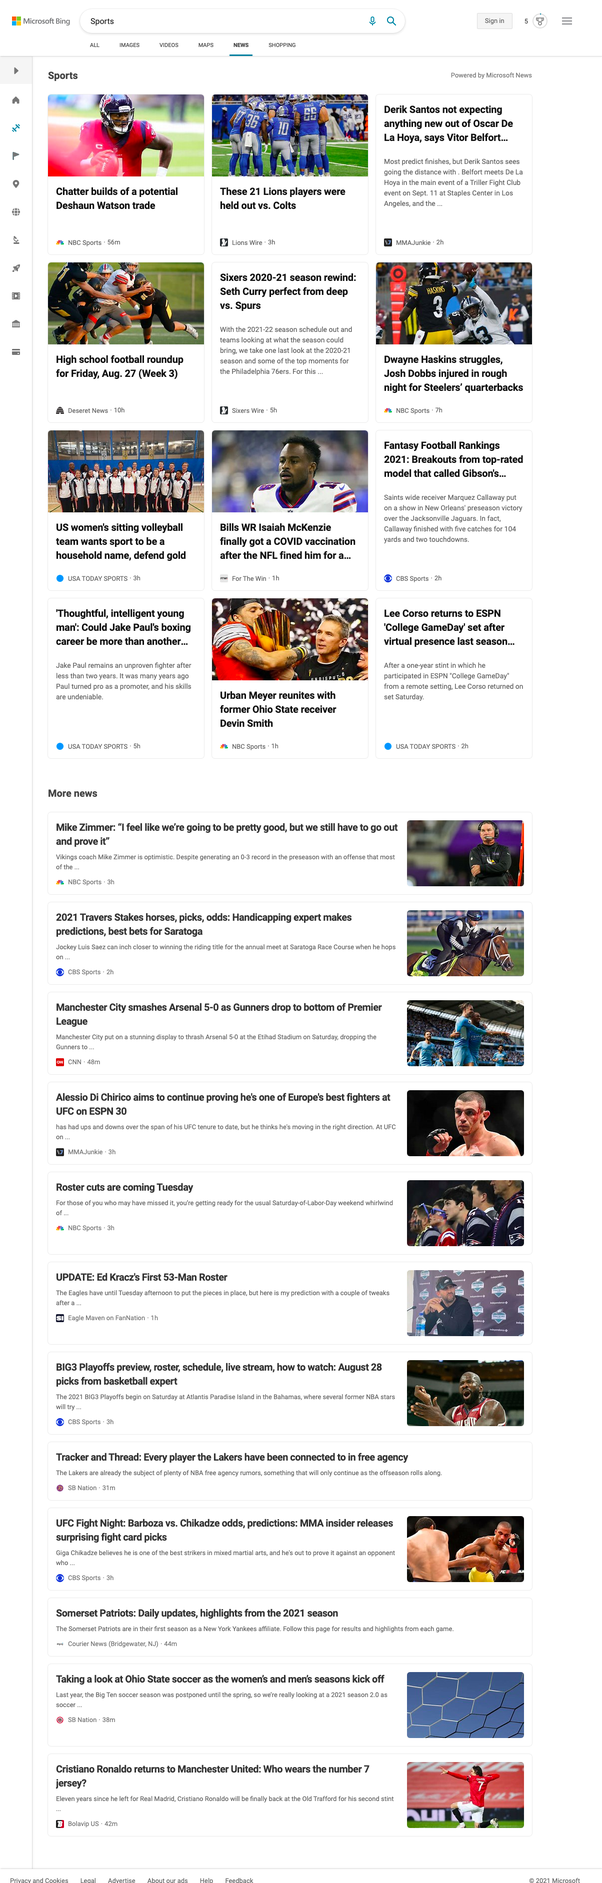 Microsoft Bing
Sports
Sign in
5
ALL
IMAGES
VIDEOS
MAPS
NEWS
SHOPPING
Sports
Powered by Microsoft News
Chatter builds of a potential
Deshaun Watson trade
NBC Sports · 56m
These 21 Lions players were
held out vs. Colts
Lions Wire · 3h
Derik Santos not expecting
anything new out of Oscar De
La Hoya, says Vitor Belfort...
Most predict finishes, but Derik Santos sees
going the distance with . Belfort meets De La
Hoya in the main event of a Triller Fight Club
event on Sept. 11 at Staples Center in Los
Angeles, and the ...
MMAJunkie · 2h
High school football roundup
for Friday, Aug. 27 (Week 3)
Deseret News · 10h
Sixers 2020-21 season rewind:
Seth Curry perfect from deep
vs. Spurs
With the 2021-22 season schedule out and
teams looking at what the season could
bring, we take one last look at the 2020-21
season and some of the top moments for
the Philadelphia 76ers. For this ...
Sixers Wire · 5h
HASKINS
3
Dwayne Haskins struggles,
Josh Dobbs injured in rough
night for Steelers' quarterbacks
NBC Sports · 7h
US women's sitting volleyball
team wants sport to be a
household name, defend gold
USA TODAY SPORTS · 3h
Bills WR Isaiah McKenzie
finally got a COVID vaccination
after the NFL fined him for a...
For The Win · 1h
Fantasy Football Rankings
2021: Breakouts from top-rated
model that called Gibson's...
Saints wide receiver Marquez Callaway put
on a show in New Orleans' preseason victory
over the Jacksonville Jaguars. In fact,
Callaway finished with five catches for 104
yards and two touchdowns.
CBS Sports · 2h
'Thoughtful, intelligent young
man': Could Jake Paul's boxing
career be more than another...
Jake Paul remains an unproven fighter after
less than two years. It was many years ago
Paul turned pro as a promoter, and his skills
are undeniable.
USA TODAY SPORTS · 5h
Urban Meyer reunites with
former Ohio State receiver
Devin Smith
NBC Sports · 1h
Lee Corso returns to ESPN
'College GameDay' set after
virtual presence last season...
After a one-year stint in which he
participated in ESPN "College GameDay"
from a remote setting, Lee Corso returned on
set Saturday.
USA TODAY SPORTS · 2h
More news
Mike Zimmer: “I feel like we’re going to be pretty good, but we still have to go out
and prove it”
Vikings coach Mike Zimmer is optimistic. Despite generating an 0-3 record in the preseason with an offense that most
of the ...
NBC Sports · 3h
2021 Travers Stakes horses, picks, odds: Handicapping expert makes
predictions, best bets for Saratoga
Jockey Luis Saez can inch closer to winning the riding title for the annual meet at Saratoga Race Course when he hops
on ...
CBS Sports · 2h
Manchester City smashes Arsenal 5-0 as Gunners drop to bottom of Premier
League
Manchester City put on a stunning display to thrash Arsenal 5-0 at the Etihad Stadium on Saturday, dropping the
Gunners to ...
CNN · 48m
Alessio Di Chirico aims to continue proving he's one of Europe's best fighters at
UFC on ESPN 30
has had ups and downs over the span of his UFC tenure to date, but he thinks he's moving in the right direction. At UFC
on ...
MMAJunkie · 3h
Roster cuts are coming Tuesday
For those of you who may have missed it, you're getting ready for the usual Saturday-of-Labor-Day weekend whirlwind
of ...
NBC Sports · 3h
UPDATE: Ed Kracz's First 53-Man Roster
The Eagles have until Tuesday afternoon to put the pieces in place, but here is my prediction with a couple of tweaks
after a ...
Eagle Maven on FanNation · 1h
BIG3 Playoffs preview, roster, schedule, live stream, how to watch: August 28
picks from basketball expert
The 2021 BIG3 Playoffs begin on Saturday at Atlantis Paradise Island in the Bahamas, where several former NBA stars
will try ...
CBS Sports · 3h
Tracker and Thread: Every player the Lakers have been connected to in free agency
The Lakers are already the subject of plenty of NBA free agency rumors, something that will only continue as the offseason rolls along.
SB Nation · 31m
UFC Fight Night: Barboza vs. Chikadze odds, predictions: MMA insider releases
surprising fight card picks
Giga Chikadze believes he is one of the best strikers in mixed martial arts, and he's out to prove it against an opponent
who ...
CBS Sports · 3h
Somerset Patriots: Daily updates, highlights from the 2021 season
The Somerset Patriots are in their first season as a New York Yankees affiliate. Follow this page for results and highlights from each game.
Courier News (Bridgewater, NJ) · 44m
Taking a look at Ohio State soccer as the women's and men's seasons kick off
Last year, the Big Ten soccer season was postponed until the spring, so we're really looking at a 2021 season 2.0 as
soccer ...
SB Nation · 38m
Cristiano Ronaldo returns to Manchester United: Who wears the number 7
jersey?
Eleven years since he left for Real Madrid, Cristiano Ronaldo will be finally back at the Old Trafford for his second stint
...
7
Bolavip US · 42m
Privacy and Cookies
Legal
Advertise
About our ads
Help
Feedback
© 2021 Microsoft